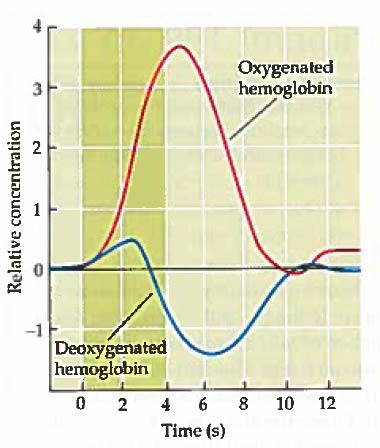 4
Oxygenated
hemoglobin
3
2
1
0
-1
Relative concentration
Deoxygenated
hemoglobin
0 2 4 6 8 10 12
Time (s)